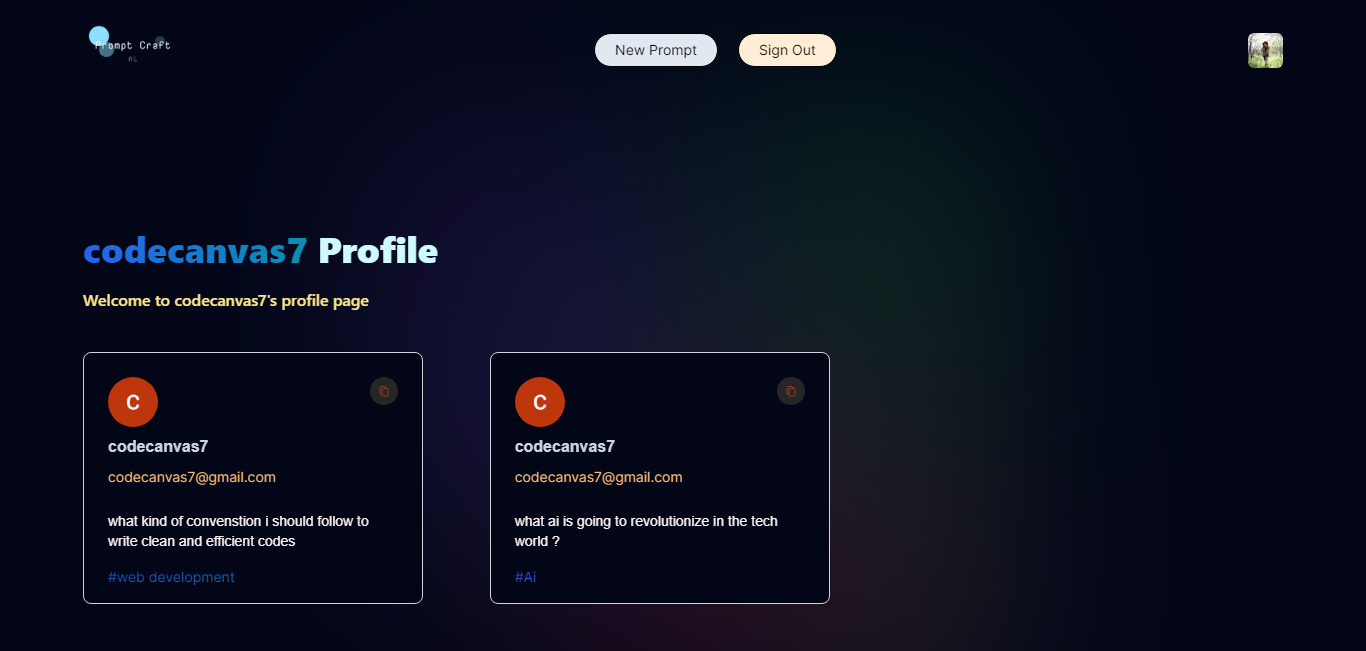 Prompt Craft
New Prompt
Sign Out
codecanvas7 Profile
Welcome to codecanvas7's profile page
C
codecanvas7
codecanvas7@gmail.com
what kind of convenstion i should follow to
write clean and efficient codes
#web development
C
codecanvas7
codecanvas7@gmail.com
what ai is going to revolutionize in the tech
world ?
#Ai